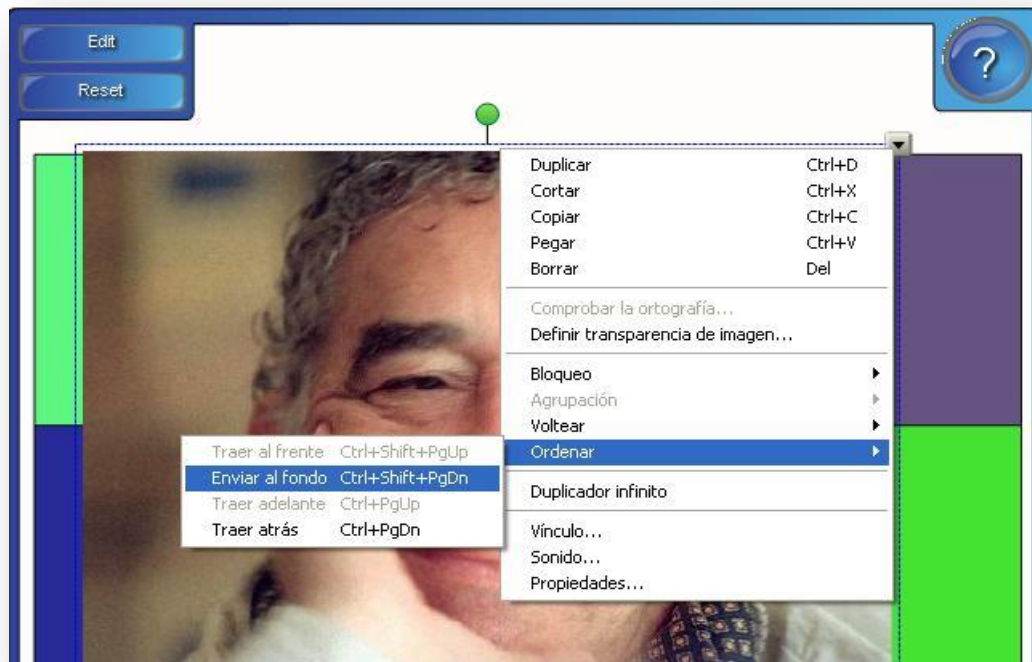 Edit
Reset
?
Duplicar Ctrl+D
Cortar Ctrl+X
Copiar Ctrl+C
Pegar Ctrl+V
Borrar Del
Comprobar la ortografía...
Definir transparencia de imagen...
Bloqueo
Agrupación
Voltear
Ordenar
Traer al frente Ctrl+Shift+PgUp
Enviar al fondo Ctrl+Shift+PgDn
Traer adelante Ctrl+PgUp
Traer atrás Ctrl+PgDn
Duplicador infinito
Vínculo...
Sonido...
Propiedades...